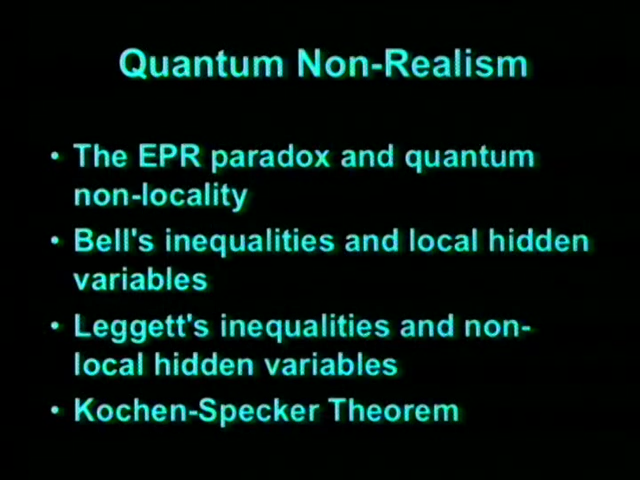 Quantum Non-Realism
• The EPR paradox and quantum
non-locality
• Bell's inequalities and local hidden
variables
• Leggett's inequalities and non-
local hidden variables
• Kochen-Specker Theorem